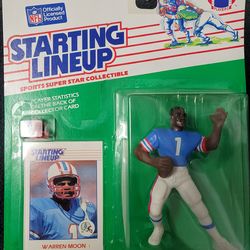 NFL
Officially
Licensed
Product
STARTING
LINEUP
SPORTS SUPER STAR COLLECTIBLE
PLAYER STATISTICS
ON THE BACK OF
COLLECTOR CARD
STARTING
LINEUP
1
1
WARREN MOON